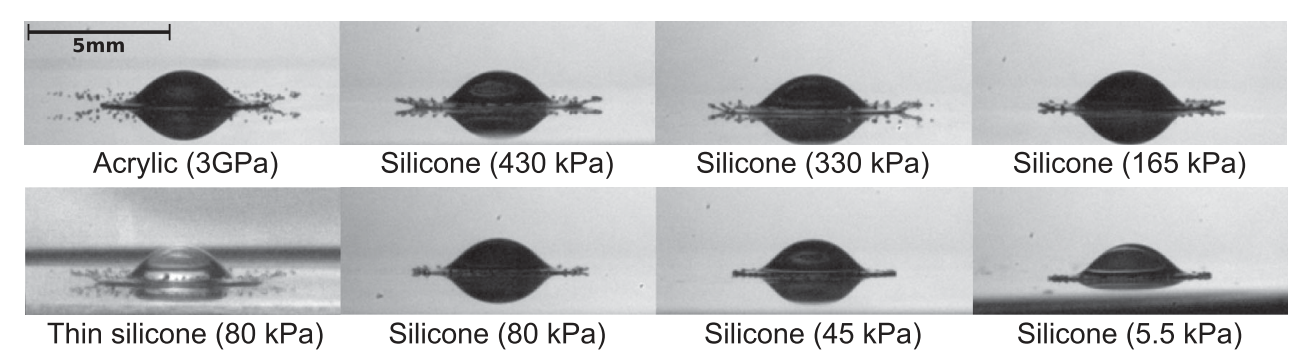 5mm
Acrylic (3GPa)
Silicone (430 kPa)
Silicone (330 kPa)
Silicone (165 kPa)
Thin silicone (80 kPa)
Silicone (80 kPa)
Silicone (45 kPa)
Silicone (5.5 kPa)